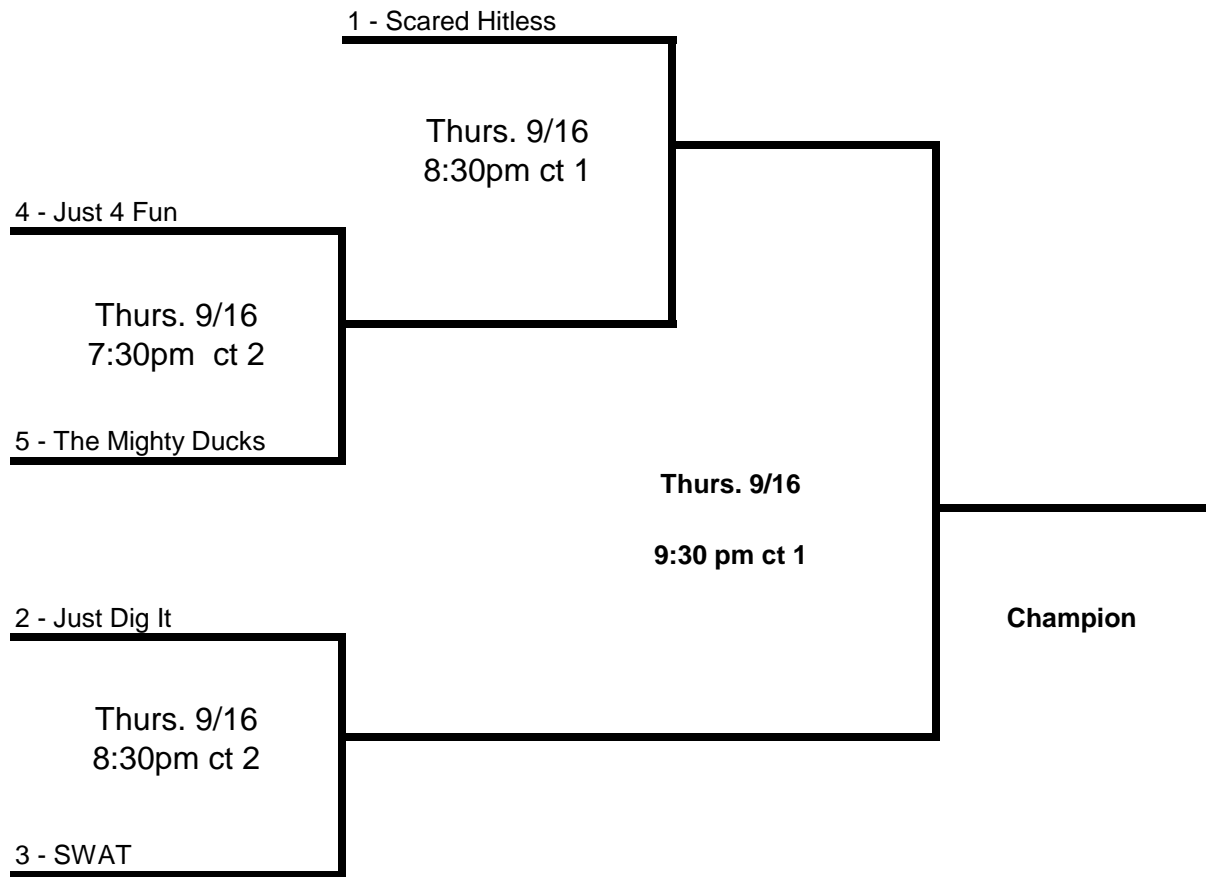 1 - Scared Hitless
Thurs. 9/16
8:30pm ct 1
4 - Just 4 Fun
Thurs. 9/16
7:30pm  ct 2
5 - The Mighty Ducks
Thurs. 9/16
9:30 pm ct 1
2 - Just Dig It
Champion
Thurs. 9/16
8:30pm ct 2
3 - SWAT